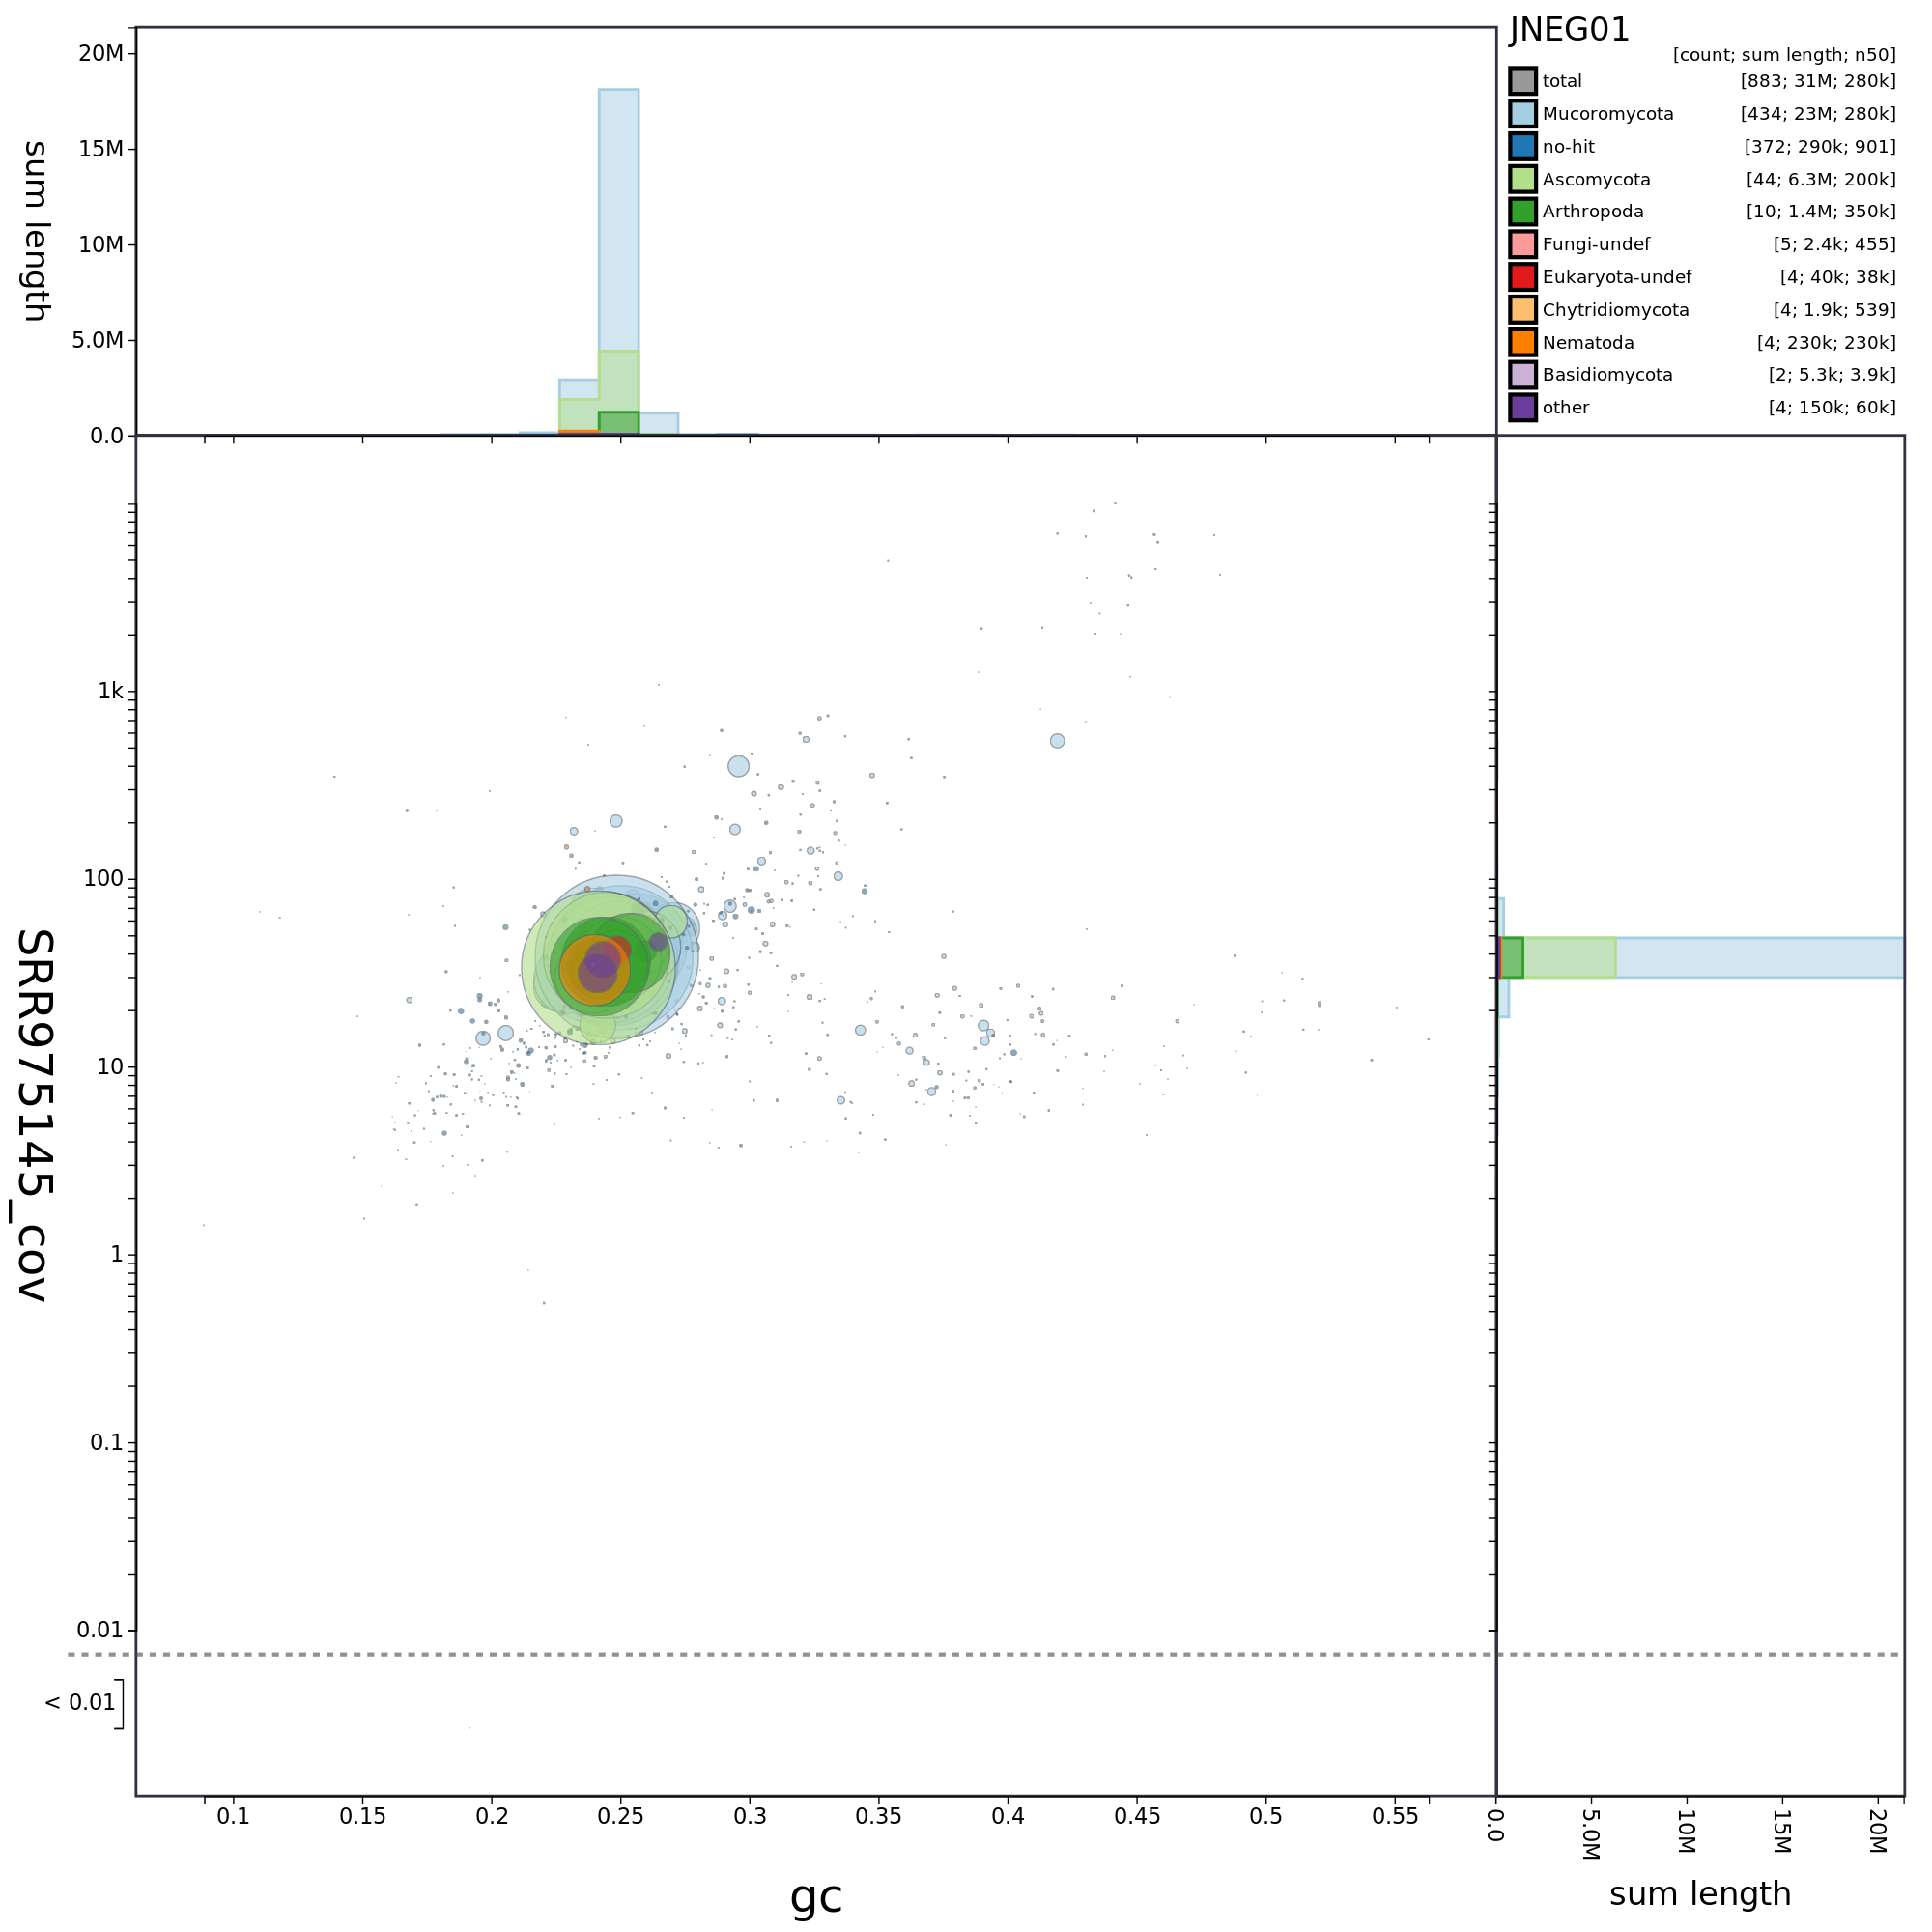 JNEG01
[count; sum length; n50]
total [883; 31M; 280k]
Mucoromycota [434; 23M; 280k]
no-hit [372; 290k; 901]
Ascomycota [44; 6.3M; 200k]
Arthropoda [10; 1.4M; 350k]
Fungi-undef [5; 2.4k; 455]
Eukaryota-undef [4; 40k; 38k]
Chytridiomycota [4; 1.9k; 539]
Nematoda [4; 230k; 230k]
Basidiomycota [2; 5.3k; 3.9k]
other [4; 150k; 60k]
sum length
20M
15M
10M
5.0M
0.0
SRR975145_cov
1k
100
10
1
0.1
0.01
< 0.01
0.1 0.15 0.2 0.25 0.3 0.35 0.4 0.45 0.5 0.55
gc
0.0 5.0M 10M 15M 20M
sum length